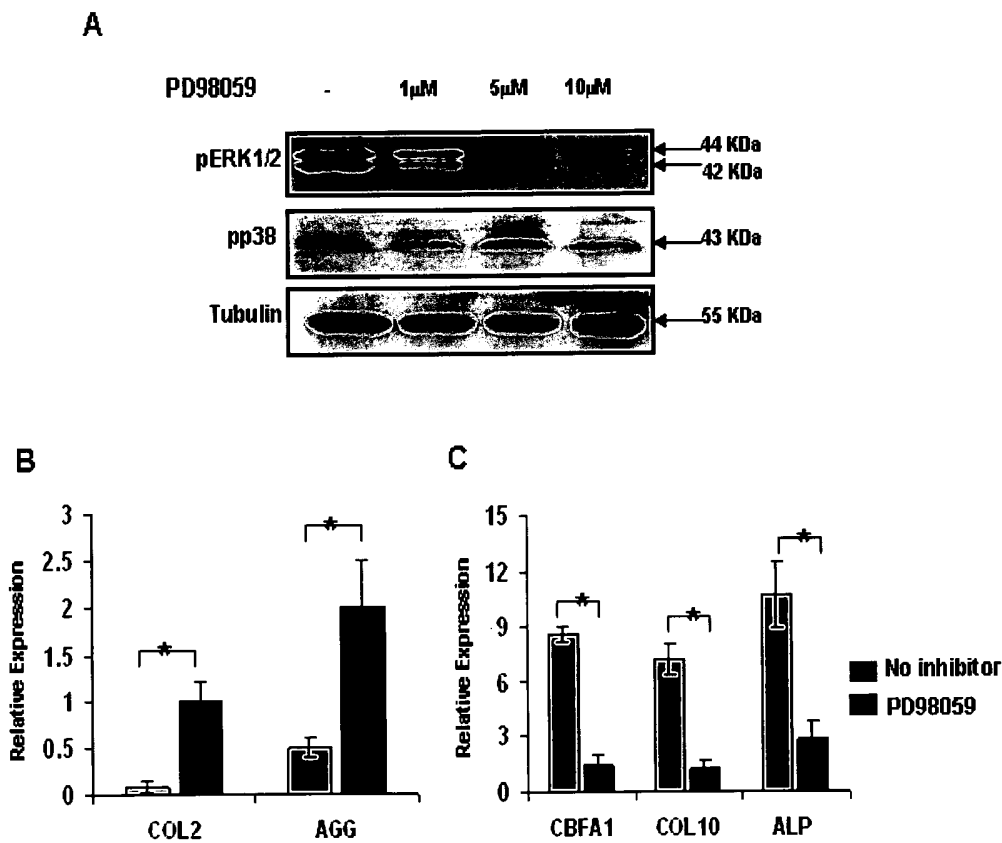 A
PD98059 - 1µM 5µM 10µM
pERK1/2
44 KDa
42 KDa
pp38
43 KDa
Tubulin
55 KDa
B
Relative Expression
3
2.5
2
1.5
1
0.5
0
*
*
COL2 AGG
C
Relative Expression
15
12
9
6
3
0
*
*
*
CBFA1 COL10 ALP
No inhibitor
PD98059